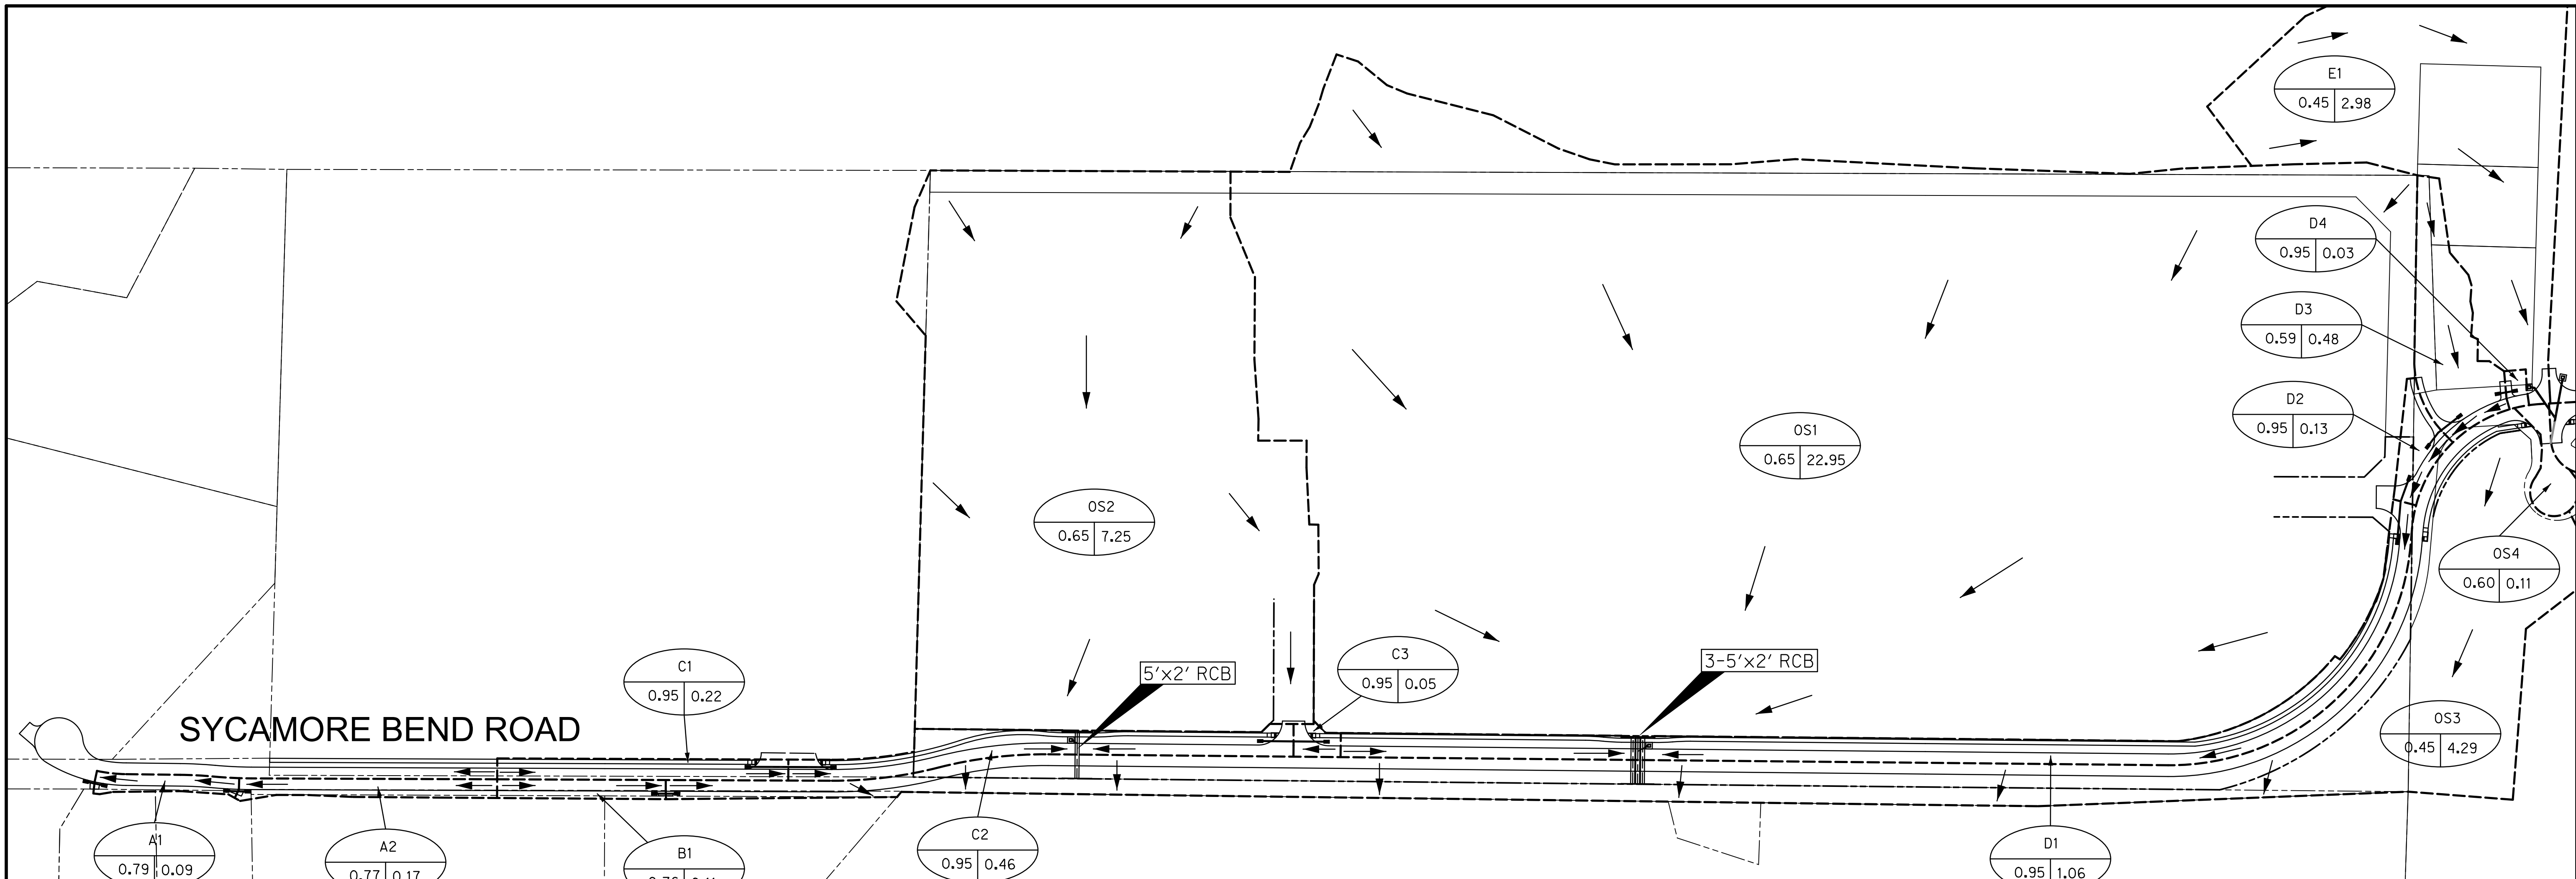 E1
0.45 2.98
D4
0.95 0.03
D3
0.59 0.48
D2
0.95 0.13
OS1
0.65 22.95
OS2
0.65 7.25
OS4
0.60 0.11
C3
0.95 0.05
3-5'x2' RCB
5'x2' RCB
C1
0.95 0.22
SYCAMORE BEND ROAD
OS3
0.45 4.29
A1
0.79 0.09
A2
0.77 0.17
B1
C2
0.95 0.46
D1
0.95 1.06